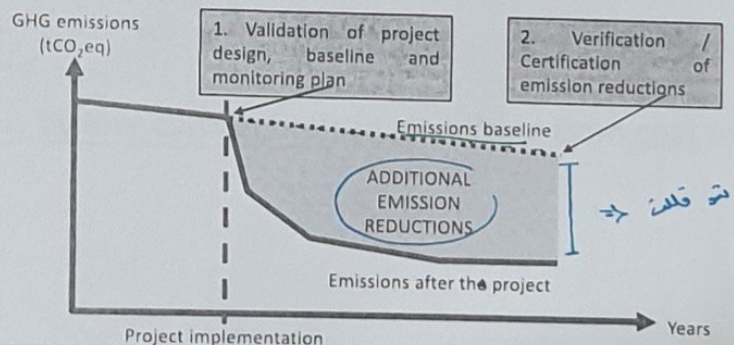 GHG emissions
(tCO₂eq)
1. Validation of project
design, baseline and
monitoring plan
2. Verification /
Certification of
emission reductions
Emissions baseline
ADDITIONAL
EMISSION
REDUCTIONS
Emissions after the project
Years
Project implementation